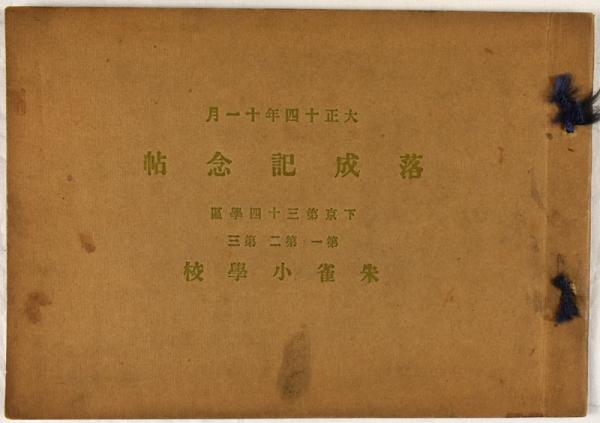 大正十四年十一月
落成記念帖
下京第三十四學區
第一第二第三
朱雀小學校